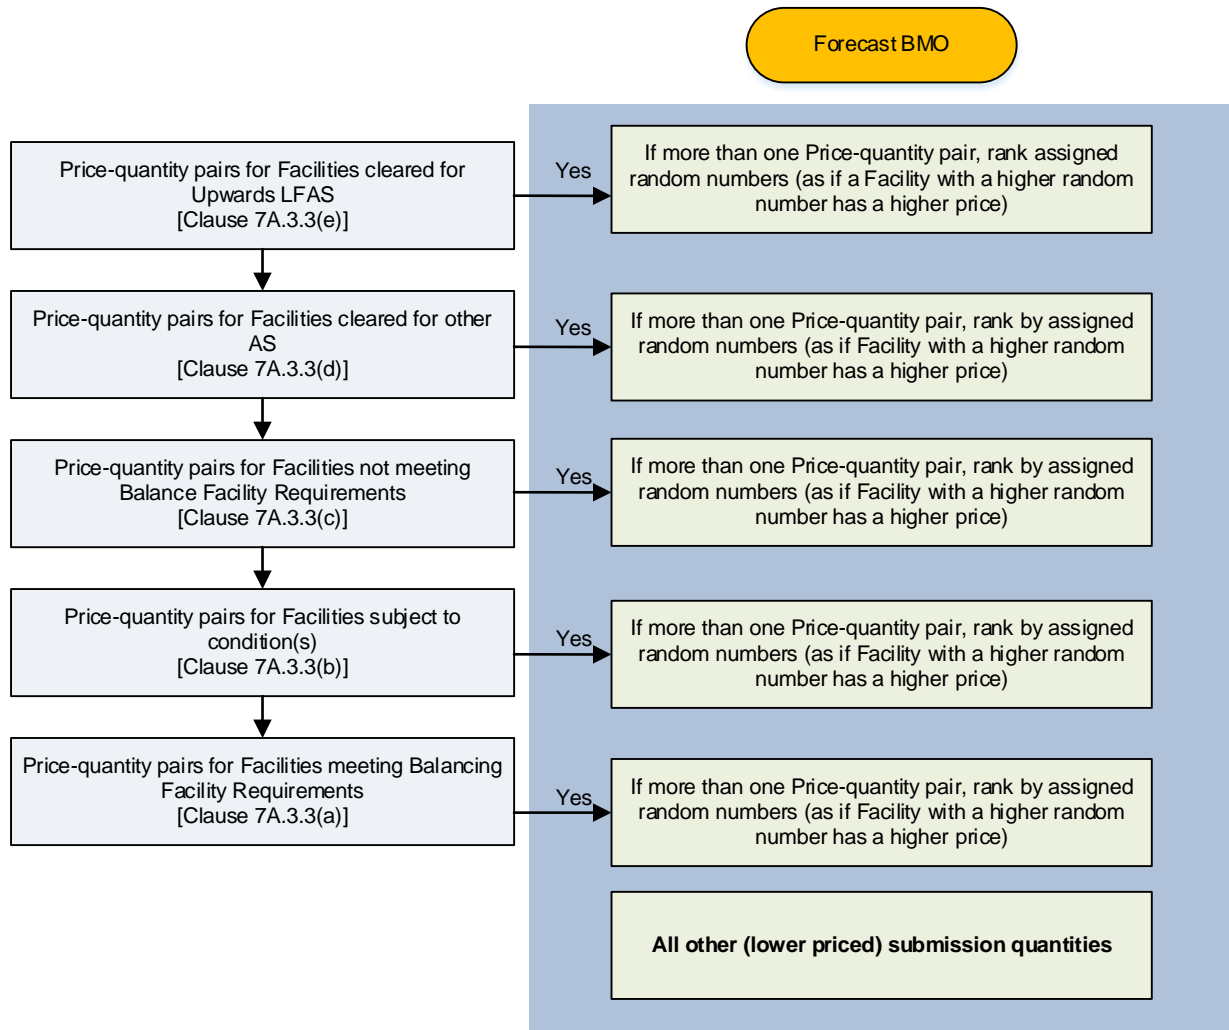 Forecast BMO
Price-quantity pairs for Facilities cleared for
Upwards LFAS
[Clause 7A.3.3(e)]
Yes
If more than one Price-quantity pair, rank assigned
random numbers (as if a Facility with a higher random
number has a higher price)
Price-quantity pairs for Facilities cleared for other
AS
[Clause 7A.3.3(d)]
Yes
If more than one Price-quantity pair, rank by assigned
random numbers (as if Facility with a higher random
number has a higher price)
Price-quantity pairs for Facilities not meeting
Balance Facility Requirements
[Clause 7A.3.3(c)]
Yes
If more than one Price-quantity pair, rank by assigned
random numbers (as if Facility with a higher random
number has a higher price)
Price-quantity pairs for Facilities subject to
condition(s)
[Clause 7A.3.3(b)]
Yes
If more than one Price-quantity pair, rank by assigned
random numbers (as if Facility with a higher random
number has a higher price)
Price-quantity pairs for Facilities meeting Balancing
Facility Requirements
[Clause 7A.3.3(a)]
Yes
If more than one Price-quantity pair, rank by assigned
random numbers (as if Facility with a higher random
number has a higher price)
All other (lower priced) submission quantities